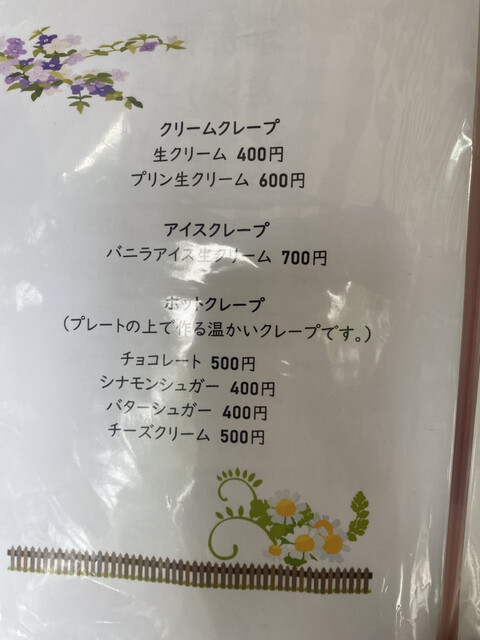 クリームクレープ
生クリーム 400円
プリン生クリーム 600円
アイスクレープ
バニラアイス生クリーム 700円
ホットクレープ
(プレートの上で作る温かいクレープです。)
チョコレート 500円
シナモンシュガー 400円
バターシュガー 400円
チーズクリーム 500円